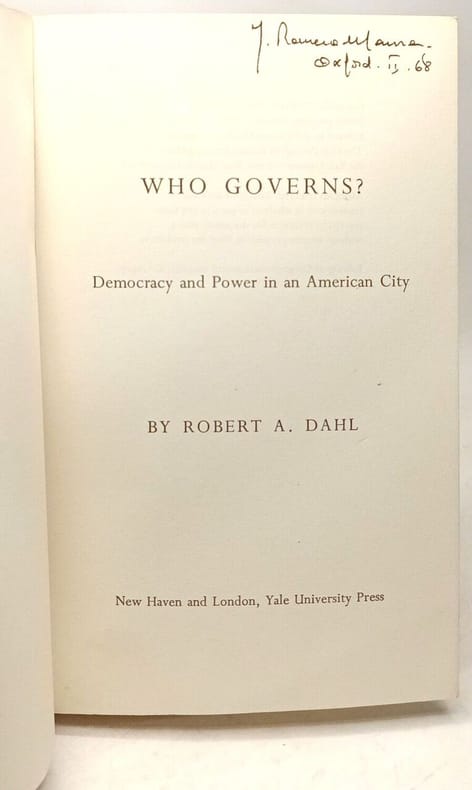 J. Romero Maura.
Oxford. II. 68
WHO GOVERNS?
Democracy and Power in an American City
BY ROBERT A. DAHL
New Haven and London, Yale University Press